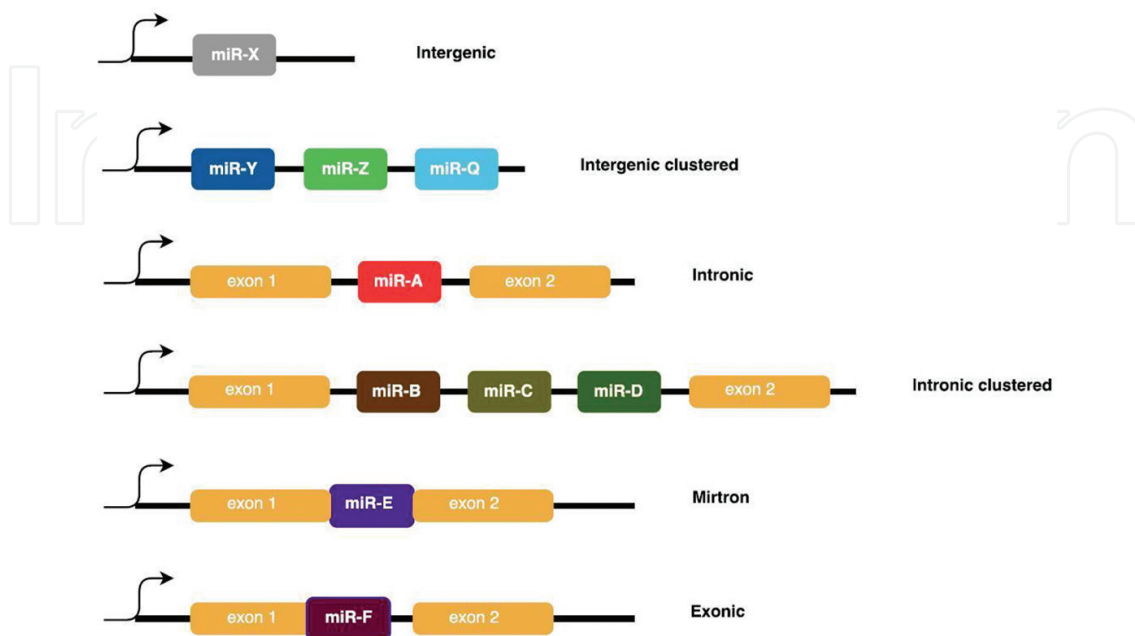 miR-X Intergenic
miR-Y miR-Z miR-Q Intergenic clustered
exon 1 miR-A exon 2 Intronic
exon 1 miR-B miR-C miR-D exon 2 Intronic clustered
exon 1 miR-E exon 2 Mirtron
exon 1 miR-F exon 2 Exonic